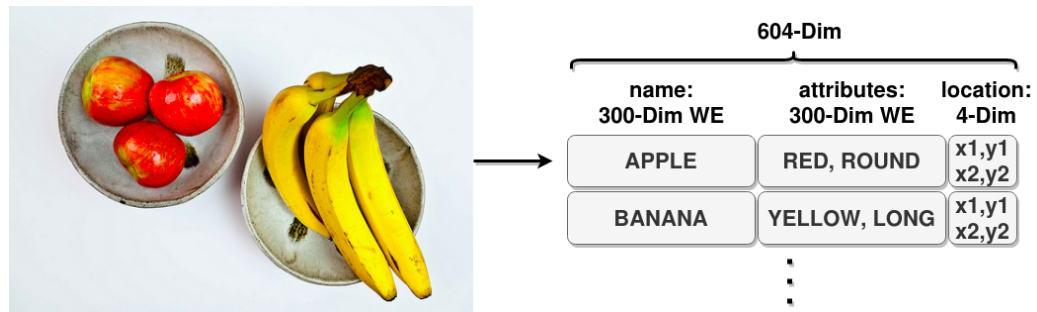 604-Dim
name: attributes: location:
300-Dim WE 300-Dim WE 4-Dim
APPLE RED, ROUND x1,y1
x2,y2
BANANA YELLOW, LONG x1,y1
x2,y2